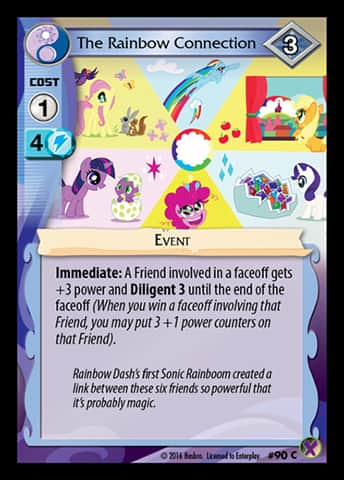 The Rainbow Connection
3
COST
1
4
EVENT
Immediate: A Friend involved in a faceoff gets
+3 power and Diligent 3 until the end of the
faceoff (When you win a faceoff involving that
Friend, you may put 3 +1 power counters on
that Friend).
Rainbow Dash's first Sonic Rainboom created a
link between these six friends so powerful that
it's probably magic.
© 2016 Hasbro. Licensed to Enterplay. #90 C